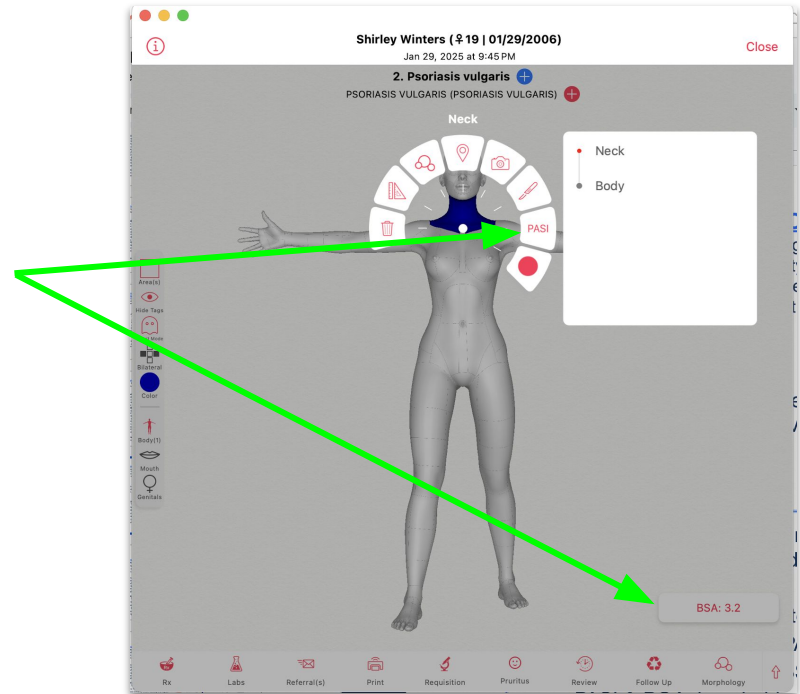 Shirley Winters (♀19 | 01/29/2006)
Jan 29, 2025 at 9:45 PM
Close
2. Psoriasis vulgaris
PSORIASIS VULGARIS (PSORIASIS VULGARIS)
Neck
PASI
Neck
Body
Area(s)
Hide Tags
Mode
Bilateral
Color
Body(1)
Mouth
Genitals
BSA: 3.2
Rx
Labs
Referral(s)
Print
Requisition
Pruritus
Review
Follow Up
Morphology